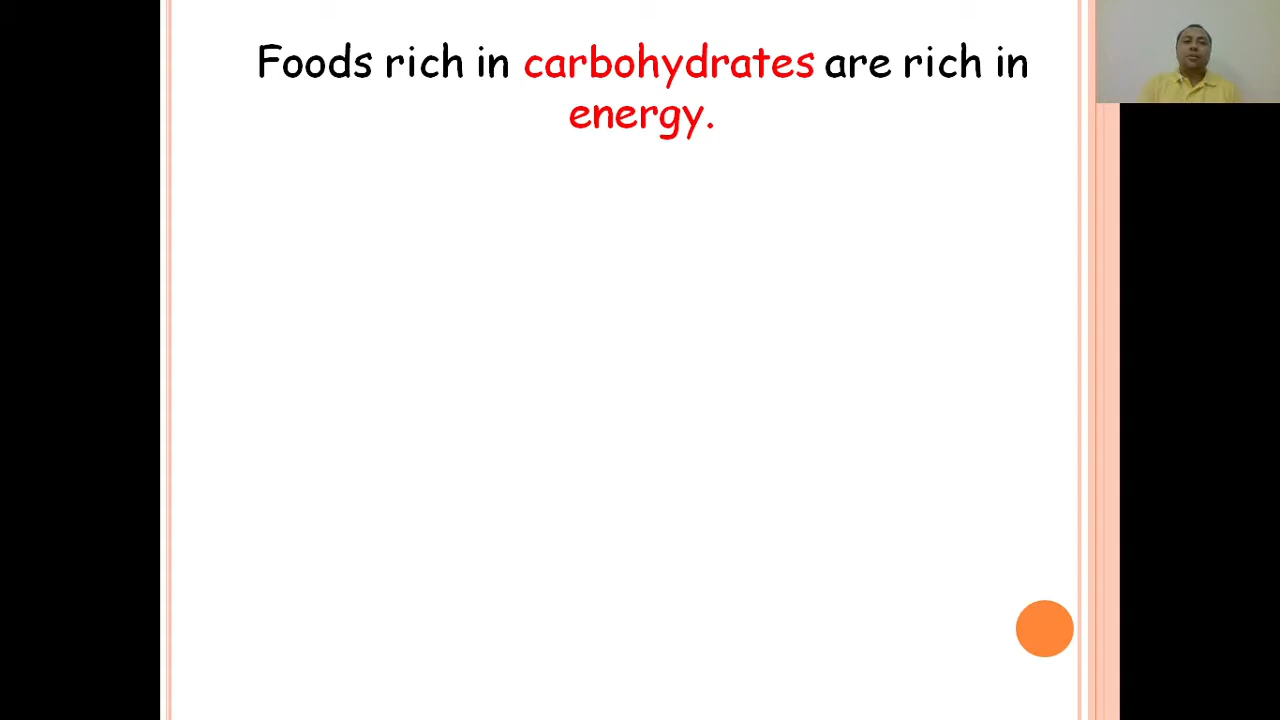 Foods rich in carbohydrates are rich in
energy.